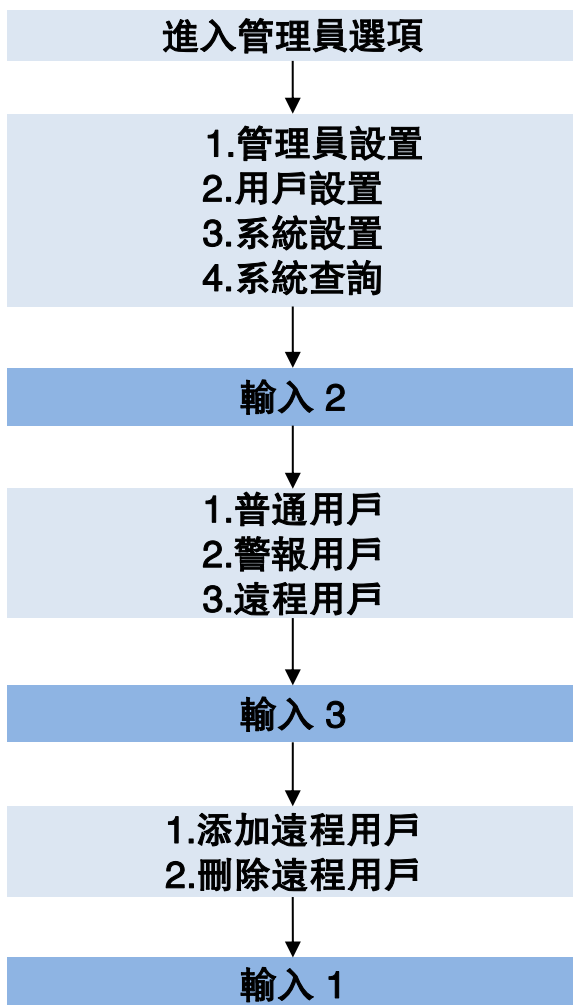 進入管理員選項
1.管理員設置
2.用戶設置
3.系統設置
4.系統查詢
輸入 2
1.普通用戶
2.警報用戶
3.遠程用戶
輸入 3
1.添加遠程用戶
2.刪除遠程用戶
輸入 1